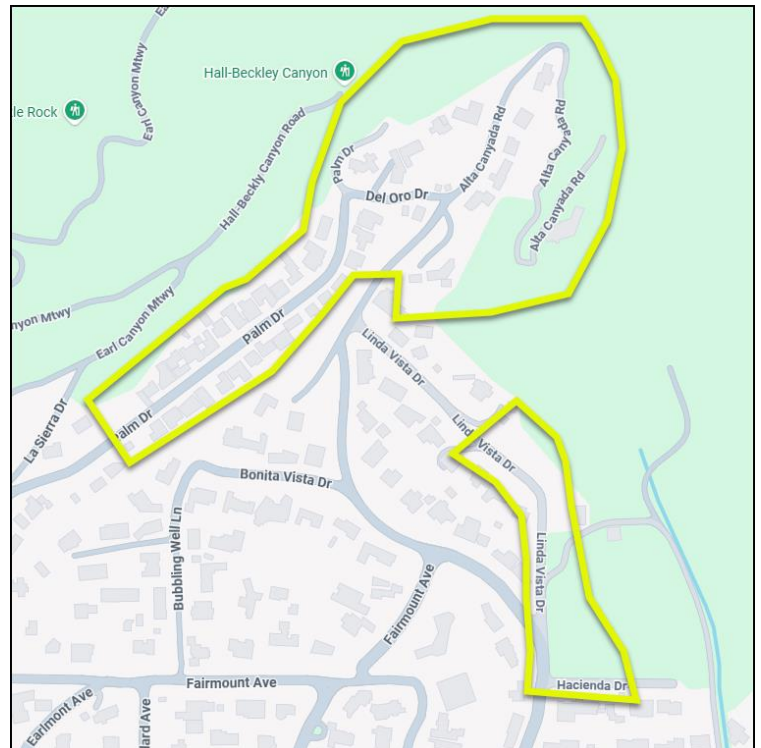 Earl Canyon Mtwy
Hall-Beckley Canyon
le Rock
Hall-Beckly Canyon Road
Palm Dr
Alta Canyada Rd
Alta Canyada Rd
Del Oro Dr
Alta Canyada Rd
nyon Mtwy
Earl Canyon Mtwy
Palm Dr
Linda Vista Dr
La Sierra Dr
Palm Dr
Linda Vista Dr
Bonita Vista Dr
Bubbling Well Ln
Linda Vista Dr
Fairmount Ave
Fairmount Ave
Hacienda Dr
Earlmont Ave
lard Ave